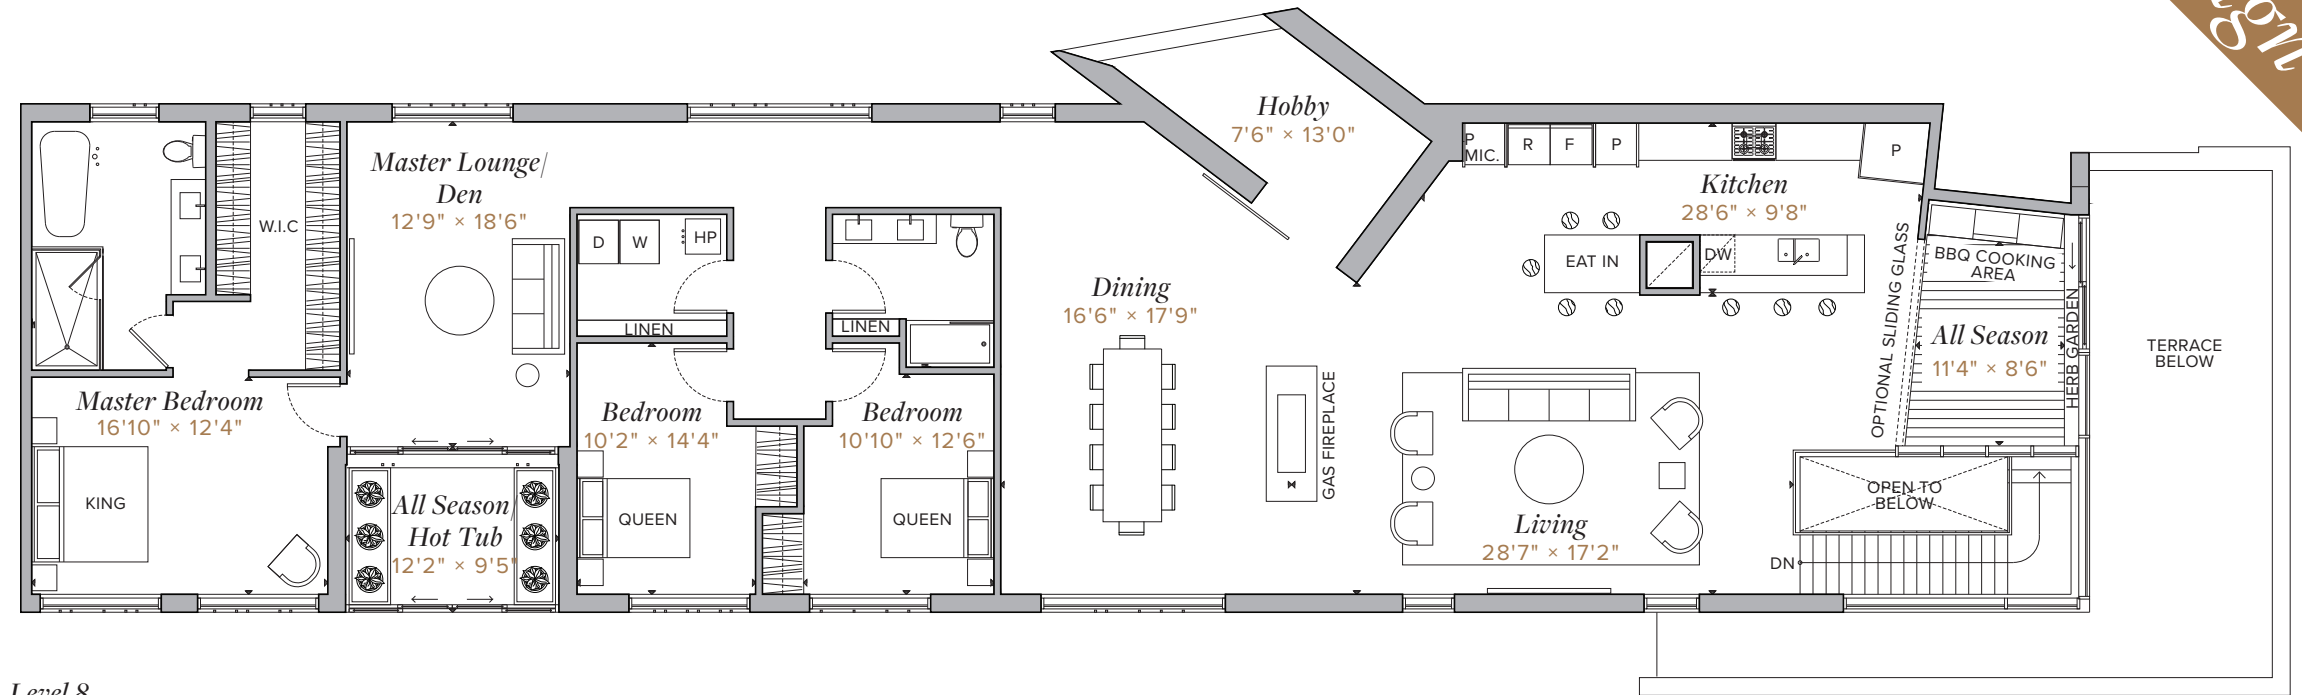 Hobby
7'6" × 13'0"
Master Lounge/
Den
12'9" × 18'6"
W.I.C
D
W
HP
LINEN
LINEN
P
MIC.
R
F
P
P
Kitchen
28'6" × 9'8"
EAT IN
DW
OPTIONAL SLIDING GLASS
BBQ COOKING
AREA
HERB GARDEN
All Season
11'4" × 8'6"
TERRACE
BELOW
Dining
16'6" × 17'9"
GAS FIREPLACE
Master Bedroom
16'10" × 12'4"
KING
All Season/
Hot Tub
12'2" × 9'5"
Bedroom
10'2" × 14'4"
QUEEN
Bedroom
10'10" × 12'6"
QUEEN
Living
28'7" × 17'2"
OPEN TO
BELOW
DN
Level 8